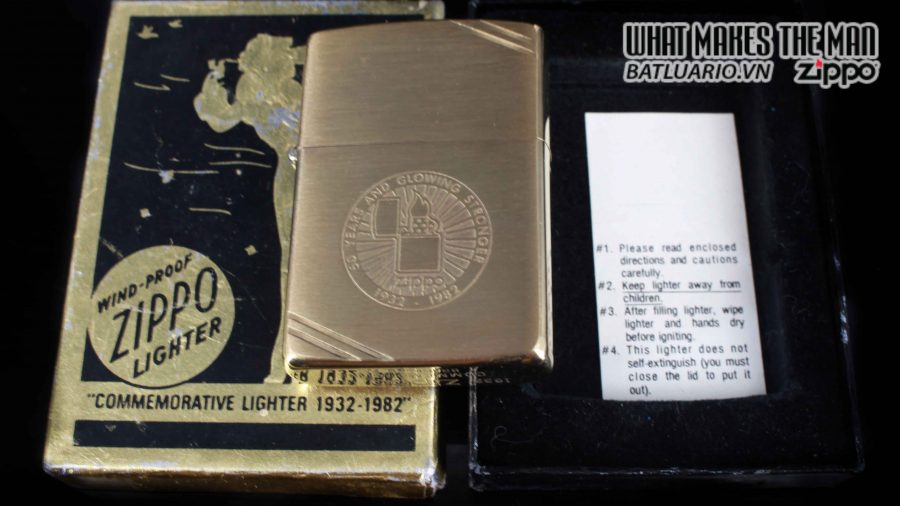 WHAT MAKES THE MAN
BATLUARIO.VN Zippo®
WIND-PROOF
ZIPPO
LIGHTER
"COMMEMORATIVE LIGHTER 1932-1982"
50 YEARS AND GLOWING STRONGER
ZIPPO
1932 · 1982
#1. Please read enclosed
directions and cautions
carefully.
#2. Keep lighter away from
children.
#3. After filling lighter, wipe
lighter and hands dry
before igniting.
#4. This lighter does not
self-extinguish (you must
close the lid to put it
out).